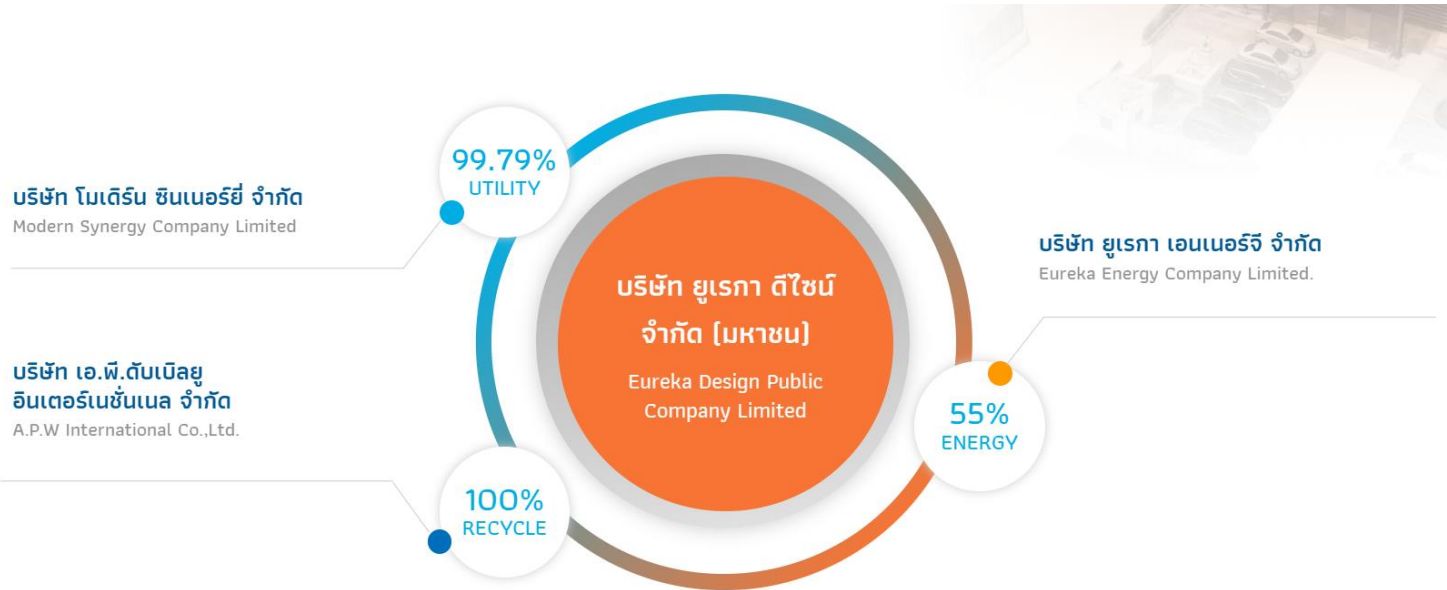 99.79%
UTILITY
บริษัท โมเดิร์น ซินเนอร์ยี่ จำกัด
Modern Synergy Company Limited
บริษัท ยูเรกา เอนเนอร์จี จำกัด
Eureka Energy Company Limited.
บริษัท ยูเรกา ดีไซน์
จำกัด (มหาชน)
Eureka Design Public
Company Limited
บริษัท เอ.พี.ดับเบิลยู
อินเตอร์เนชั่นเนล จำกัด
A.P.W International Co.,Ltd.
55%
ENERGY
100%
RECYCLE